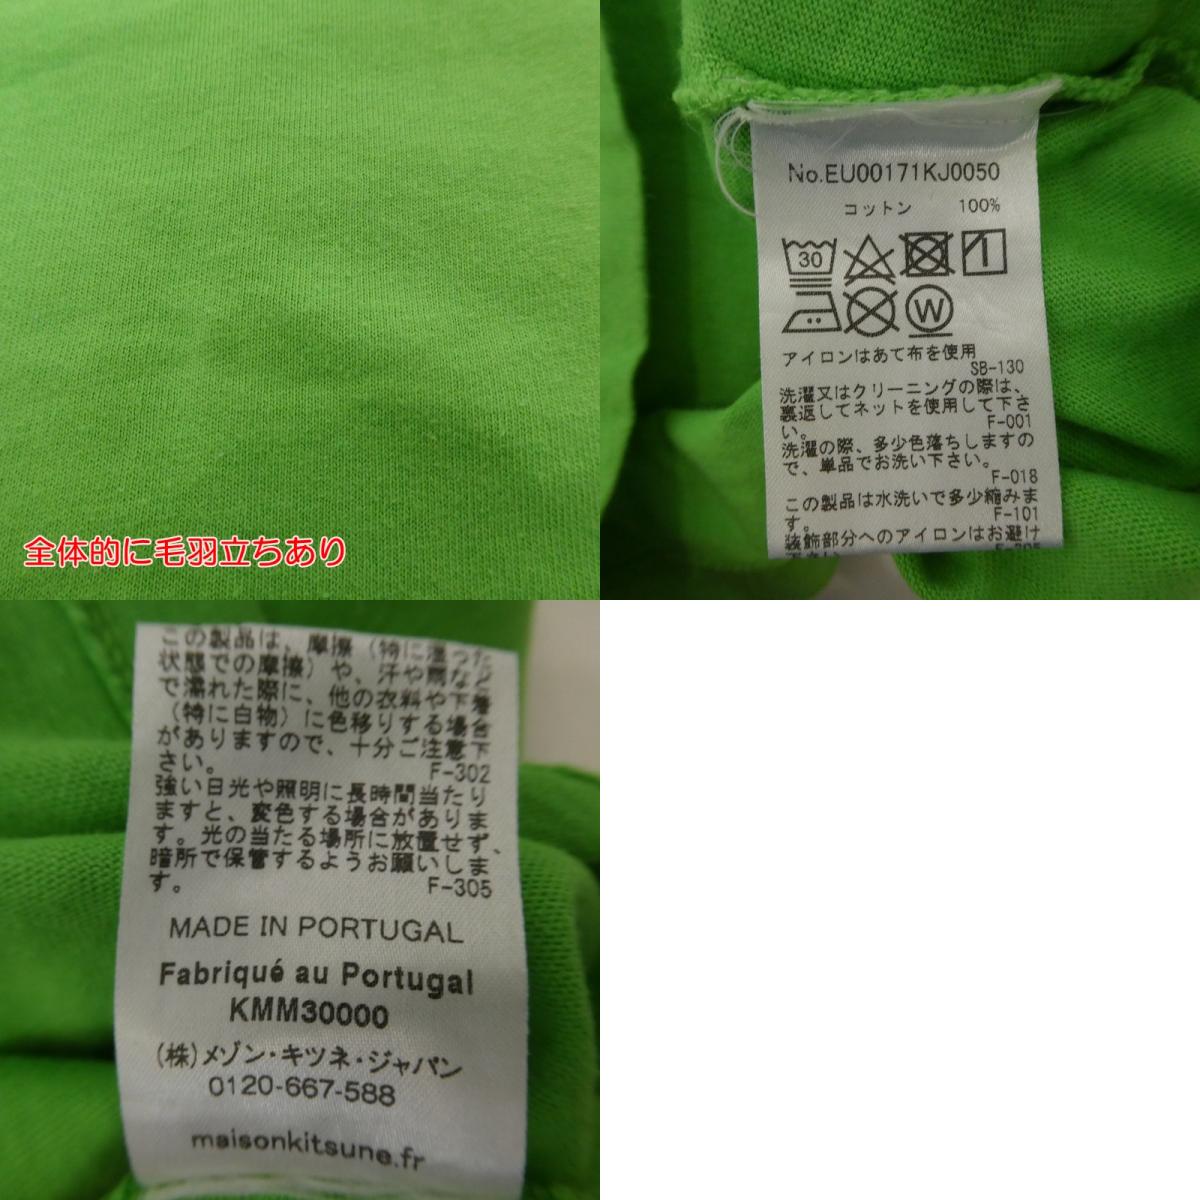 全体的に毛羽立ちあり
No.EU00171KJ0050
コットン 100%
30
W
アイロンはあて布を使用
SB-130
洗濯又はクリーニングの際は、
裏返してネットを使用して下さ
い。
F-001
洗濯の際、多少色落ちしますの
で、単品でお洗い下さい。
F-018
この製品は水洗いで多少縮みま
す。
F-101
装飾部分へのアイロンはお避け
この製品は、摩擦（特に湿った
状態での摩擦）や、汗や雨など
で濡れた際に、他の衣料や下着
（特に白物）に色移りする場合
がありますので、十分ご注意下
さい。
F-302
強い日光や照明に長時間当たり
ますと、変色する場合がありま
す。光の当たる場所に放置せず、
暗所で保管するようお願いしま
す。
F-305
MADE IN PORTUGAL
Fabriqué au Portugal
KMM30000
(株)メゾン・キツネ・ジャパン
0120-667-588
maisonkitsune.fr